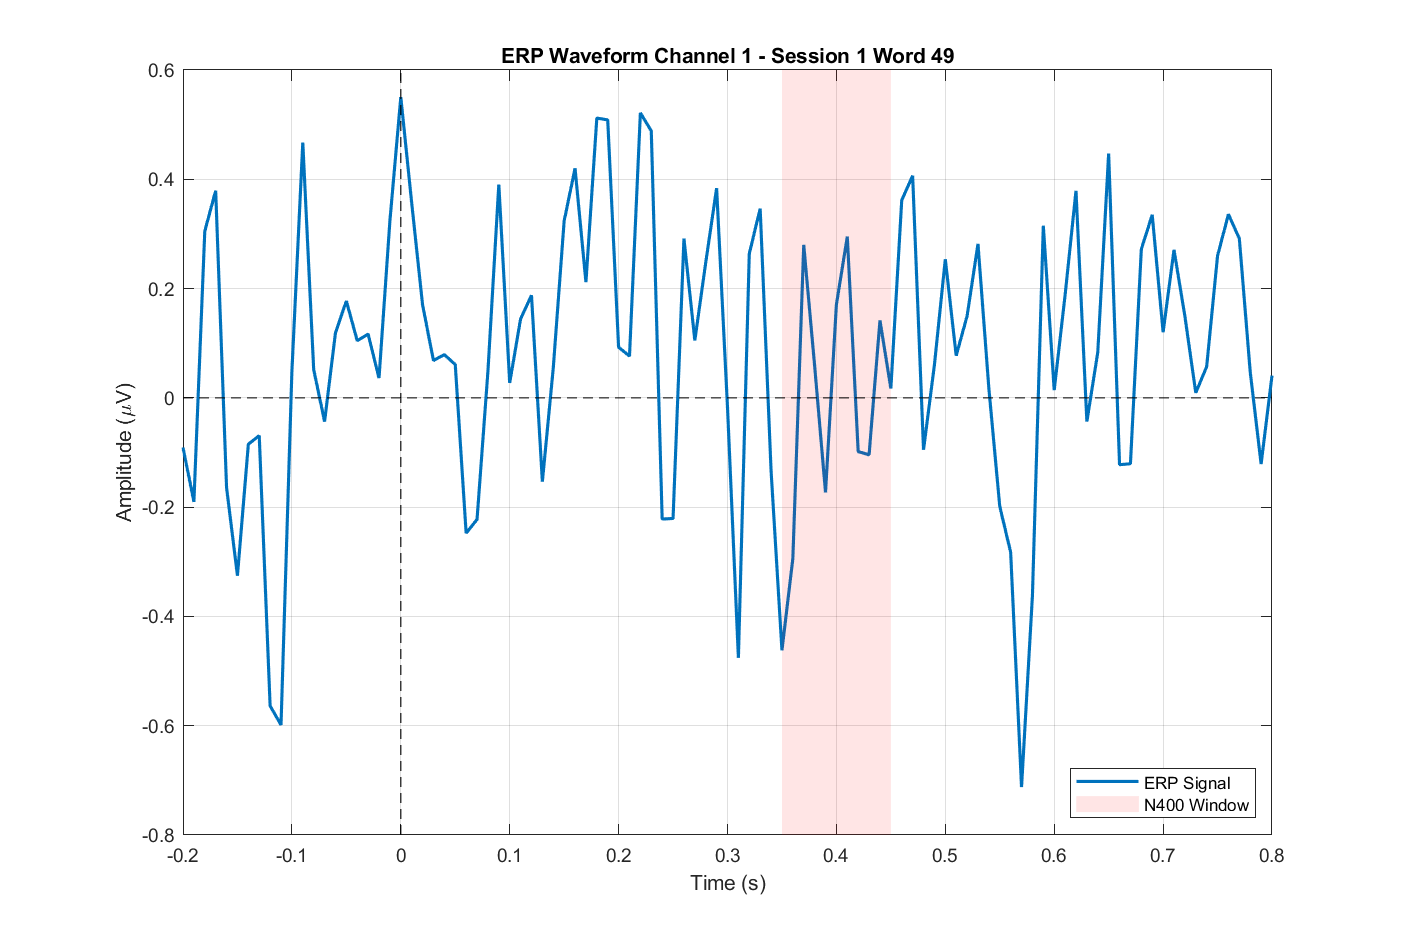 ERP Waveform Channel 1 - Session 1 Word 49
0.6
0.4
0.2
0
-0.2
-0.4
-0.6
-0.8
Amplitude (μV)
ERP Signal
N400 Window
-0.2 -0.1 0 0.1 0.2 0.3 0.4 0.5 0.6 0.7 0.8
Time (s)